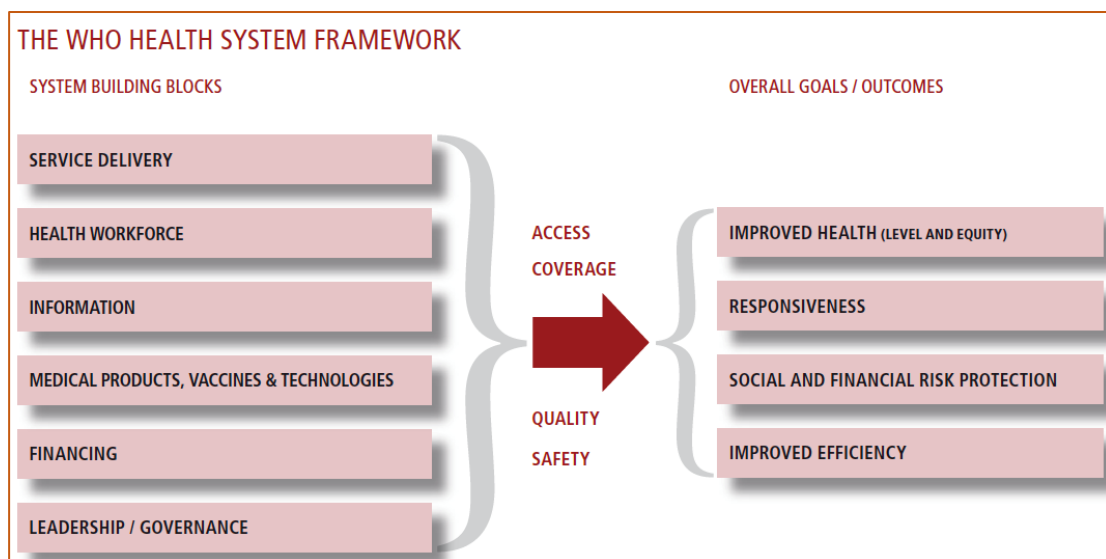 THE WHO HEALTH SYSTEM FRAMEWORK
SYSTEM BUILDING BLOCKS
OVERALL GOALS / OUTCOMES
SERVICE DELIVERY
HEALTH WORKFORCE
INFORMATION
MEDICAL PRODUCTS, VACCINES & TECHNOLOGIES
FINANCING
LEADERSHIP / GOVERNANCE
ACCESS
COVERAGE
QUALITY
SAFETY
IMPROVED HEALTH (LEVEL AND EQUITY)
RESPONSIVENESS
SOCIAL AND FINANCIAL RISK PROTECTION
IMPROVED EFFICIENCY